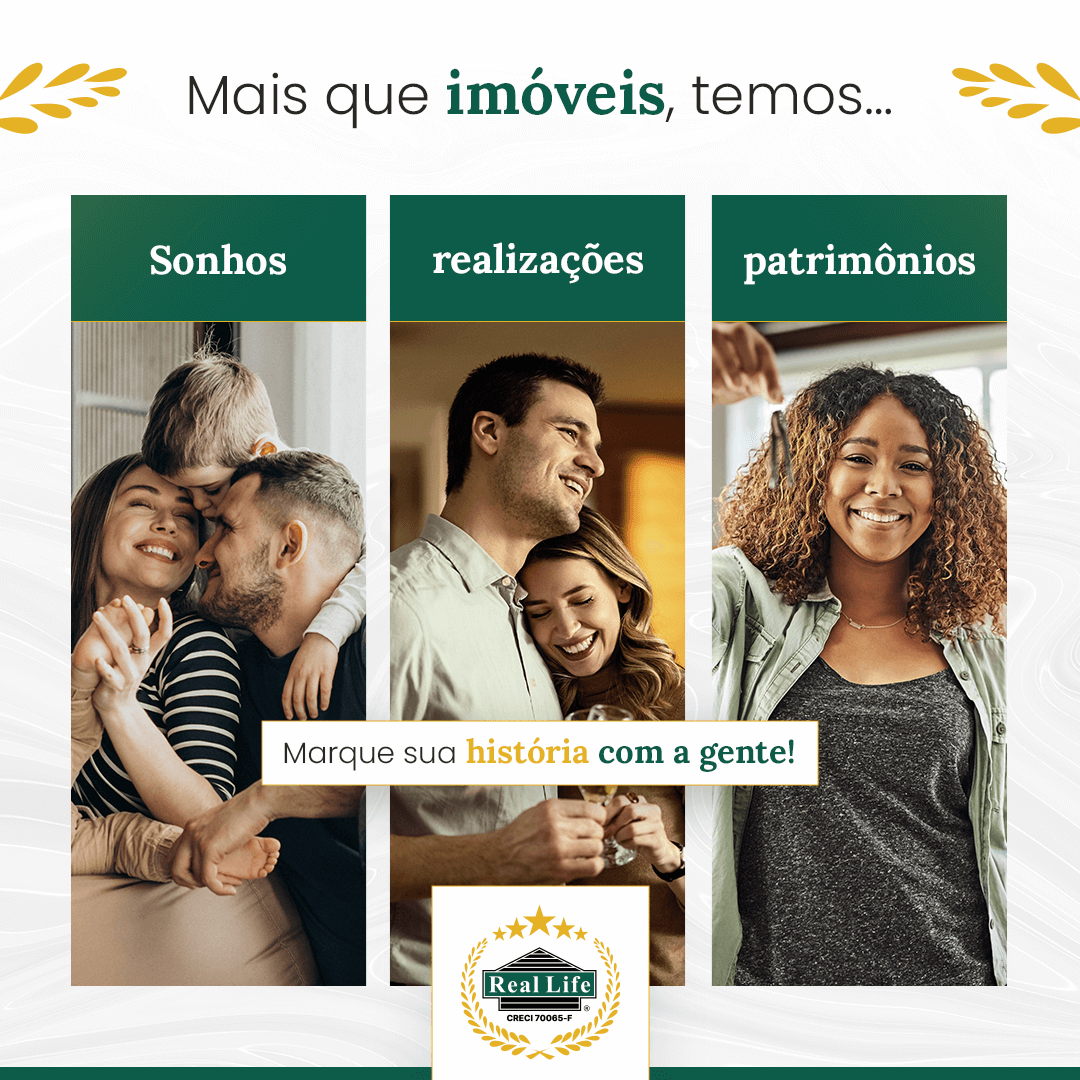 Mais que imóveis, temos...
Sonhos
realizações
patrimônios
Marque sua história com a gente!
Real Life
®
CRECI 70065-F